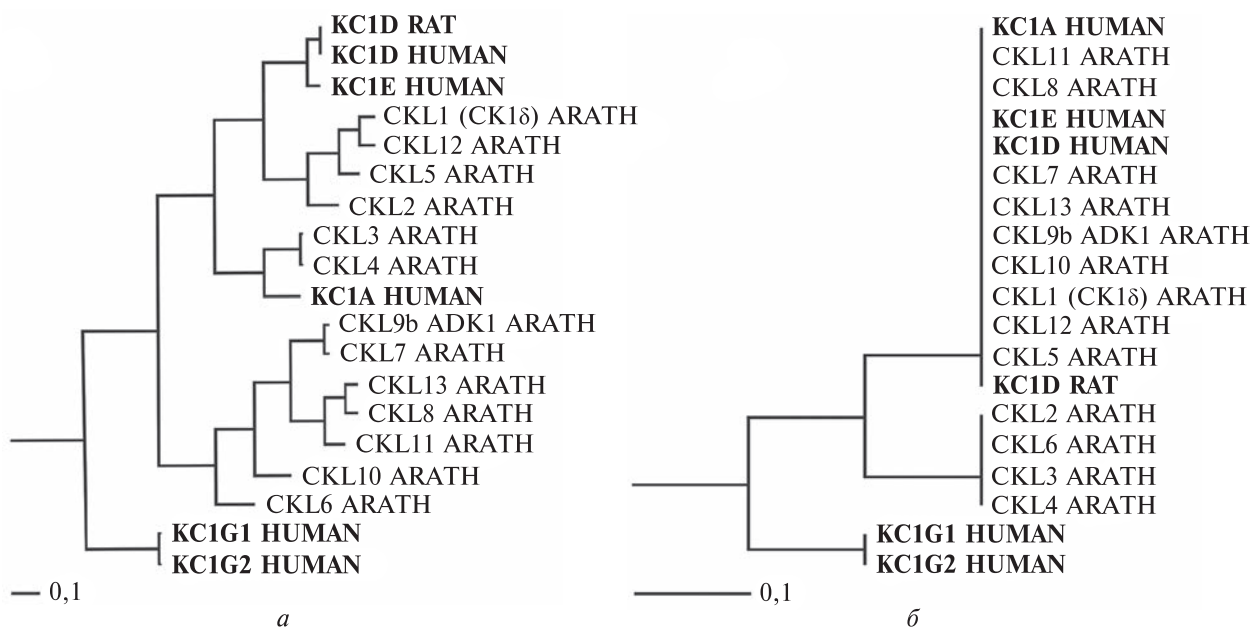 KC1D RAT
KC1D HUMAN
KC1E HUMAN
CKL1 (CK1δ) ARATH
CKL12 ARATH
CKL5 ARATH
CKL2 ARATH
CKL3 ARATH
CKL4 ARATH
KC1A HUMAN
CKL9b ADK1 ARATH
CKL7 ARATH
CKL13 ARATH
CKL8 ARATH
CKL11 ARATH
CKL10 ARATH
CKL6 ARATH
KC1G1 HUMAN
KC1G2 HUMAN
0,1
а
KC1A HUMAN
CKL11 ARATH
CKL8 ARATH
KC1E HUMAN
KC1D HUMAN
CKL7 ARATH
CKL13 ARATH
CKL9b ADK1 ARATH
CKL10 ARATH
CKL1 (CK1δ) ARATH
CKL12 ARATH
CKL5 ARATH
KC1D RAT
CKL2 ARATH
CKL6 ARATH
CKL3 ARATH
CKL4 ARATH
KC1G1 HUMAN
KC1G2 HUMAN
0,1
б